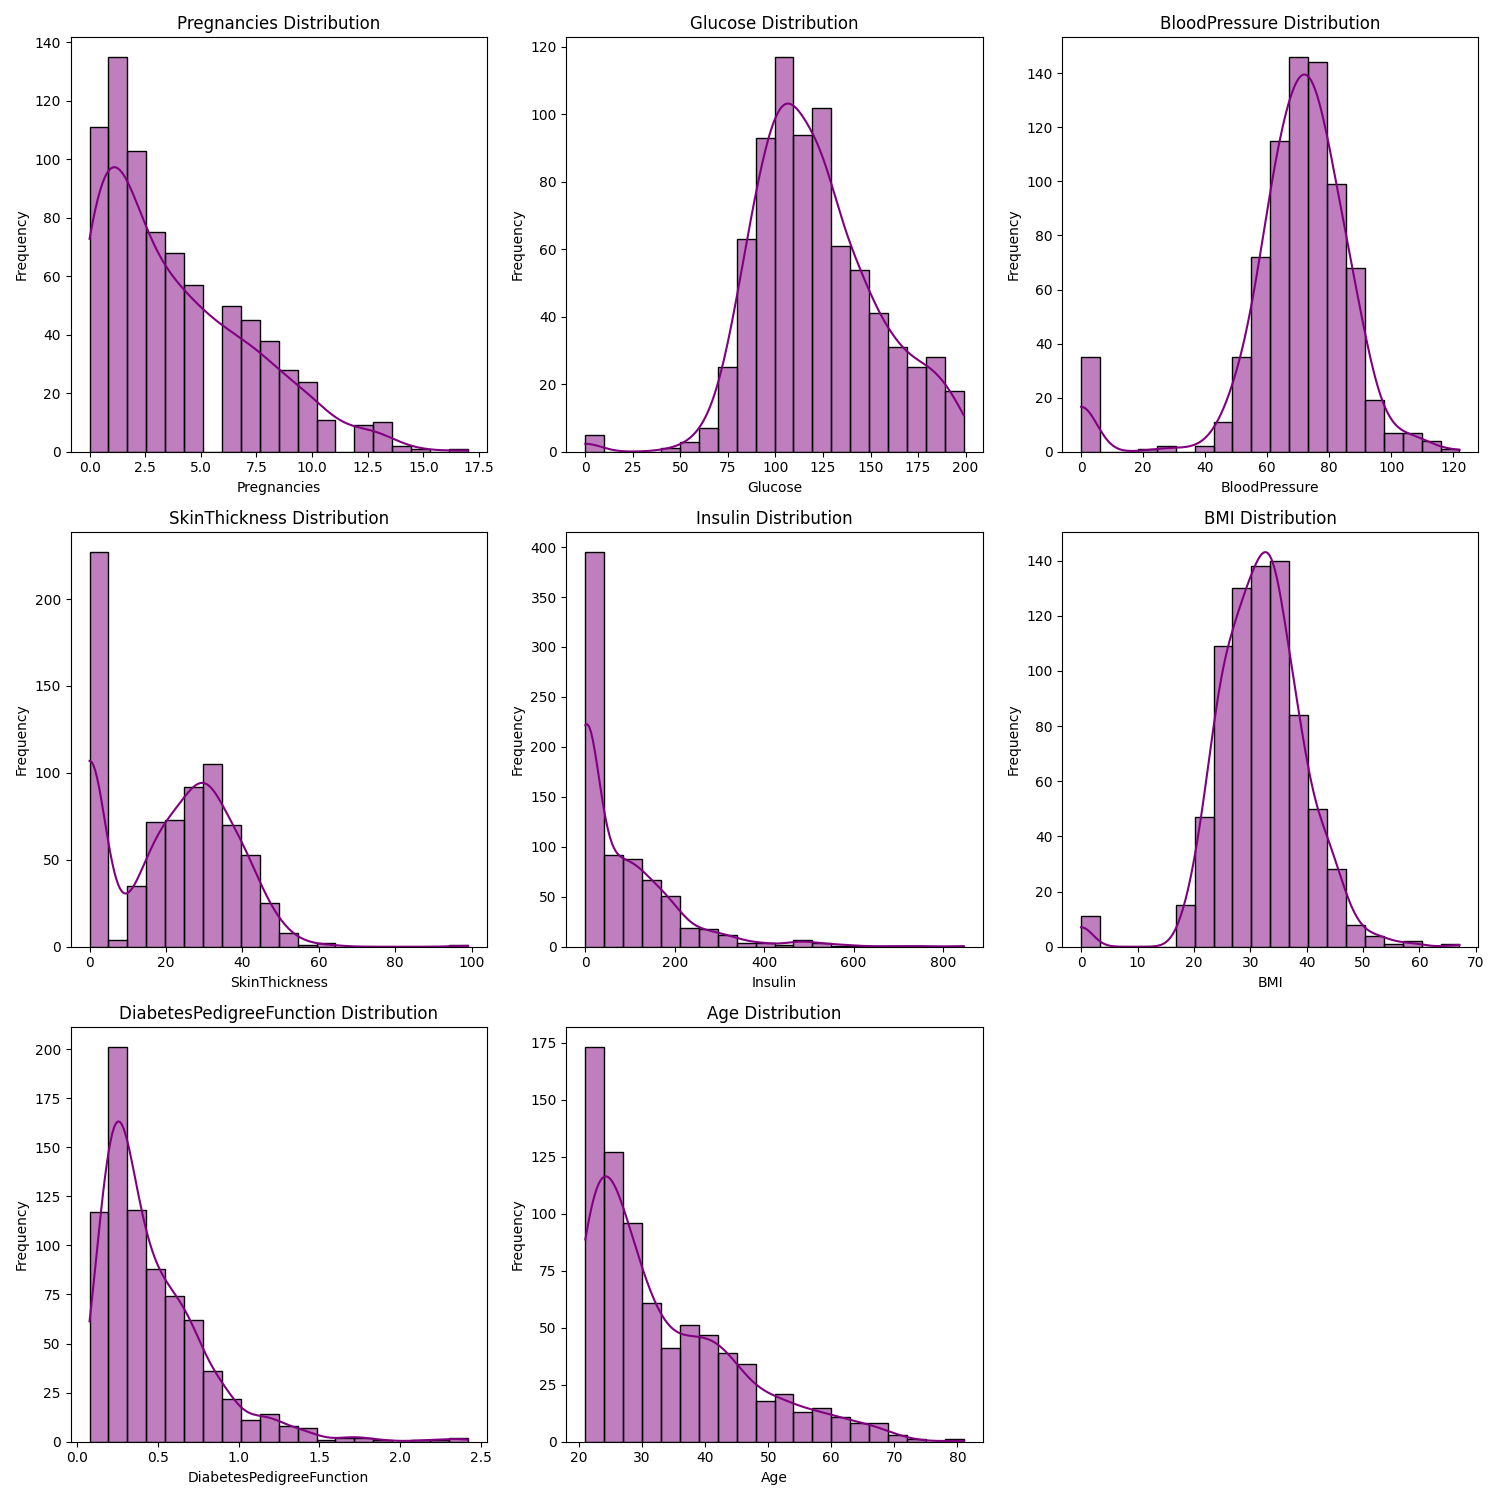 Pregnancies Distribution
140
120
100
80
60
40
20
0
Frequency
0.0 2.5 5.0 7.5 10.0 12.5 15.0 17.5
Pregnancies
Glucose Distribution
120
100
80
60
40
20
0
Frequency
0 25 50 75 100 125 150 175 200
Glucose
BloodPressure Distribution
140
120
100
80
60
40
20
0
Frequency
0 20 40 60 80 100 120
BloodPressure
SkinThickness Distribution
200
150
100
50
0
Frequency
0 20 40 60 80 100
SkinThickness
Insulin Distribution
400
350
300
250
200
150
100
50
0
Frequency
0 200 400 600 800
Insulin
BMI Distribution
140
120
100
80
60
40
20
0
Frequency
0 10 20 30 40 50 60 70
BMI
DiabetesPedigreeFunction Distribution
200
175
150
125
100
75
50
25
0
Frequency
0.0 0.5 1.0 1.5 2.0 2.5
DiabetesPedigreeFunction
Age Distribution
175
150
125
100
75
50
25
0
Frequency
20 30 40 50 60 70 80
Age